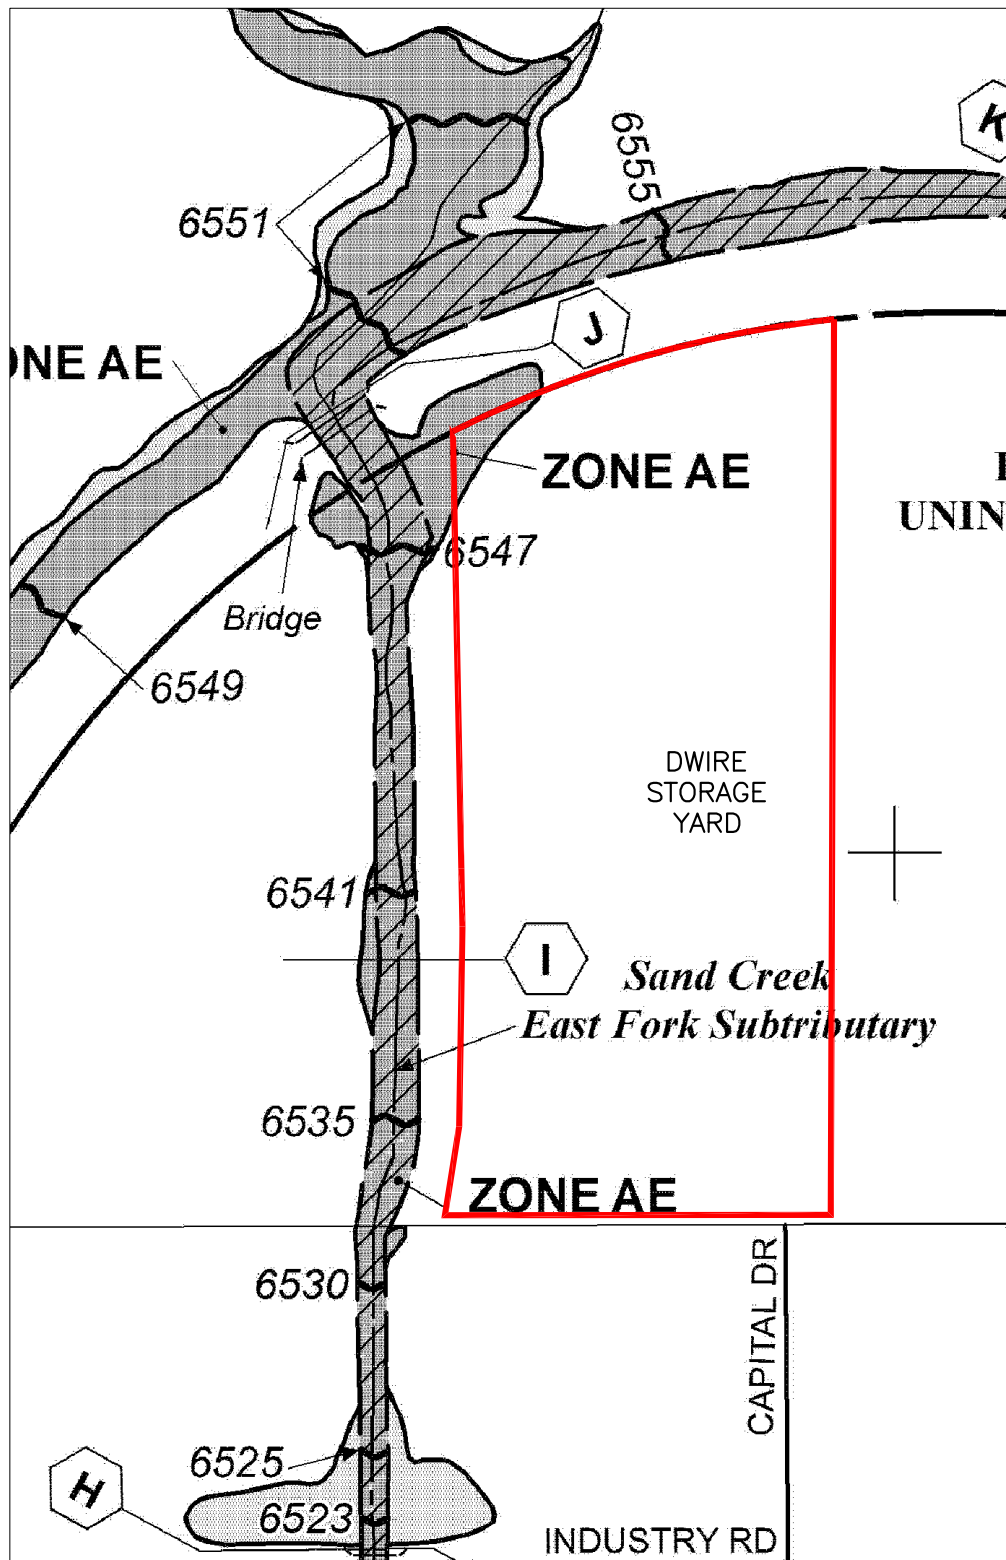 K
6555
6551
J
ONE AE
ZONE AE
UNIN
6547
Bridge
6549
DWIRE
STORAGE
YARD
6541
I
Sand Creek
East Fork Subtributary
6535
ZONE AE
6530
CAPITAL DR
6525
H
6523
INDUSTRY RD